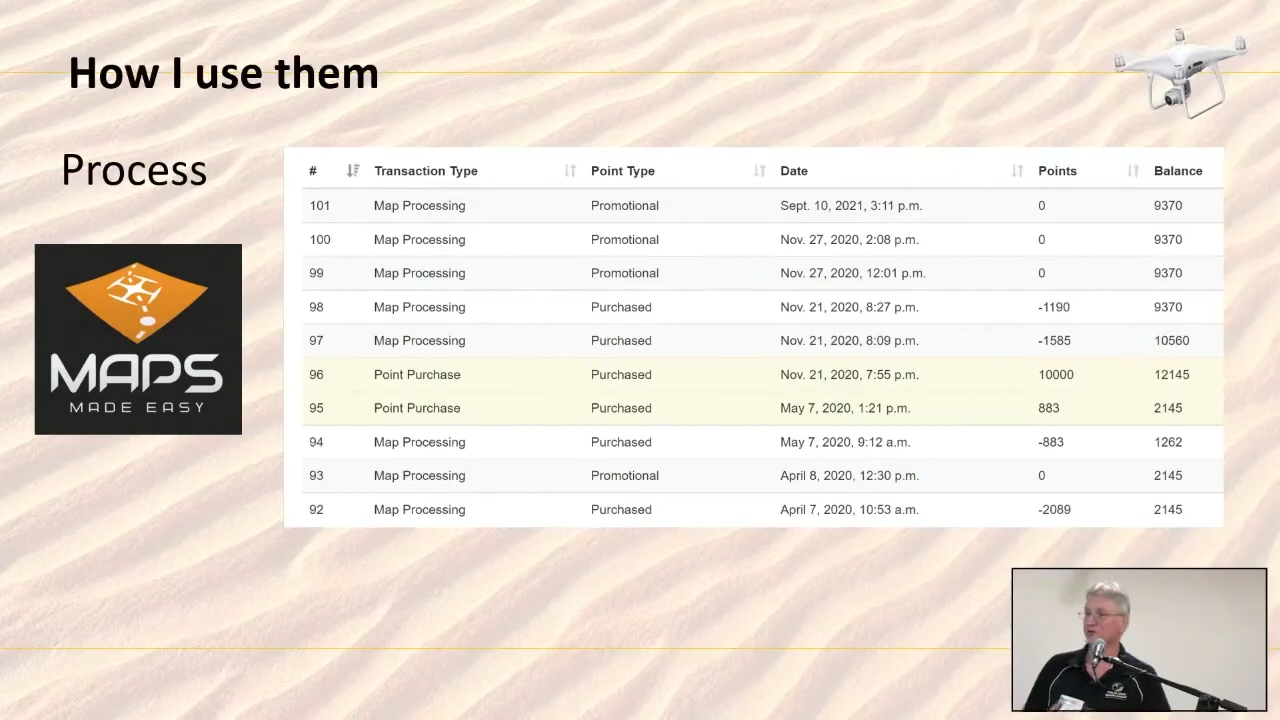 How I use them
Process
MAPS
MADE EASY
# Transaction Type Point Type Date Points Balance
101 Map Processing Promotional Sept. 10, 2021, 3:11 p.m. 0 9370
100 Map Processing Promotional Nov. 27, 2020, 2:08 p.m. 0 9370
99 Map Processing Promotional Nov. 27, 2020, 12:01 p.m. 0 9370
98 Map Processing Purchased Nov. 21, 2020, 8:27 p.m. -1190 9370
97 Map Processing Purchased Nov. 21, 2020, 8:09 p.m. -1585 10560
96 Point Purchase Purchased Nov. 21, 2020, 7:55 p.m. 10000 12145
95 Point Purchase Purchased May 7, 2020, 1:21 p.m. 883 2145
94 Map Processing Purchased May 7, 2020, 9:12 a.m. -883 1262
93 Map Processing Promotional April 8, 2020, 12:30 p.m. 0 2145
92 Map Processing Purchased April 7, 2020, 10:53 a.m. -2089 2145